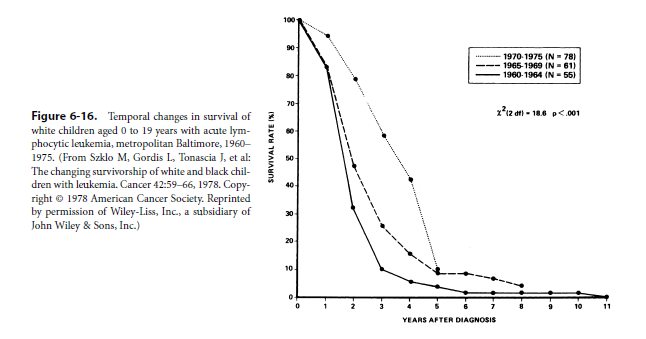 Figure 6-16. Temporal changes in survival of
white children aged 0 to 19 years with acute lym-
phocytic leukemia, metropolitan Baltimore, 1960–
1975. (From Szklo M, Gordis L, Tonascia J, et al:
The changing survivorship of white and black chil-
dren with leukemia. Cancer 42:59–66, 1978. Copy-
right © 1978 American Cancer Society. Reprinted
by permission of Wiley-Liss, Inc., a subsidiary of
John Wiley & Sons, Inc.)
SURVIVAL RATE (%)
100
90
80
70
60
50
40
30
20
10
0
1970-1975 (N = 78)
1965-1969 (N = 61)
1960-1964 (N = 55)
χ²(2 df) = 18.6 p<.001
0 1 2 3 4 5 6 7 8 9 10 11
YEARS AFTER DIAGNOSIS